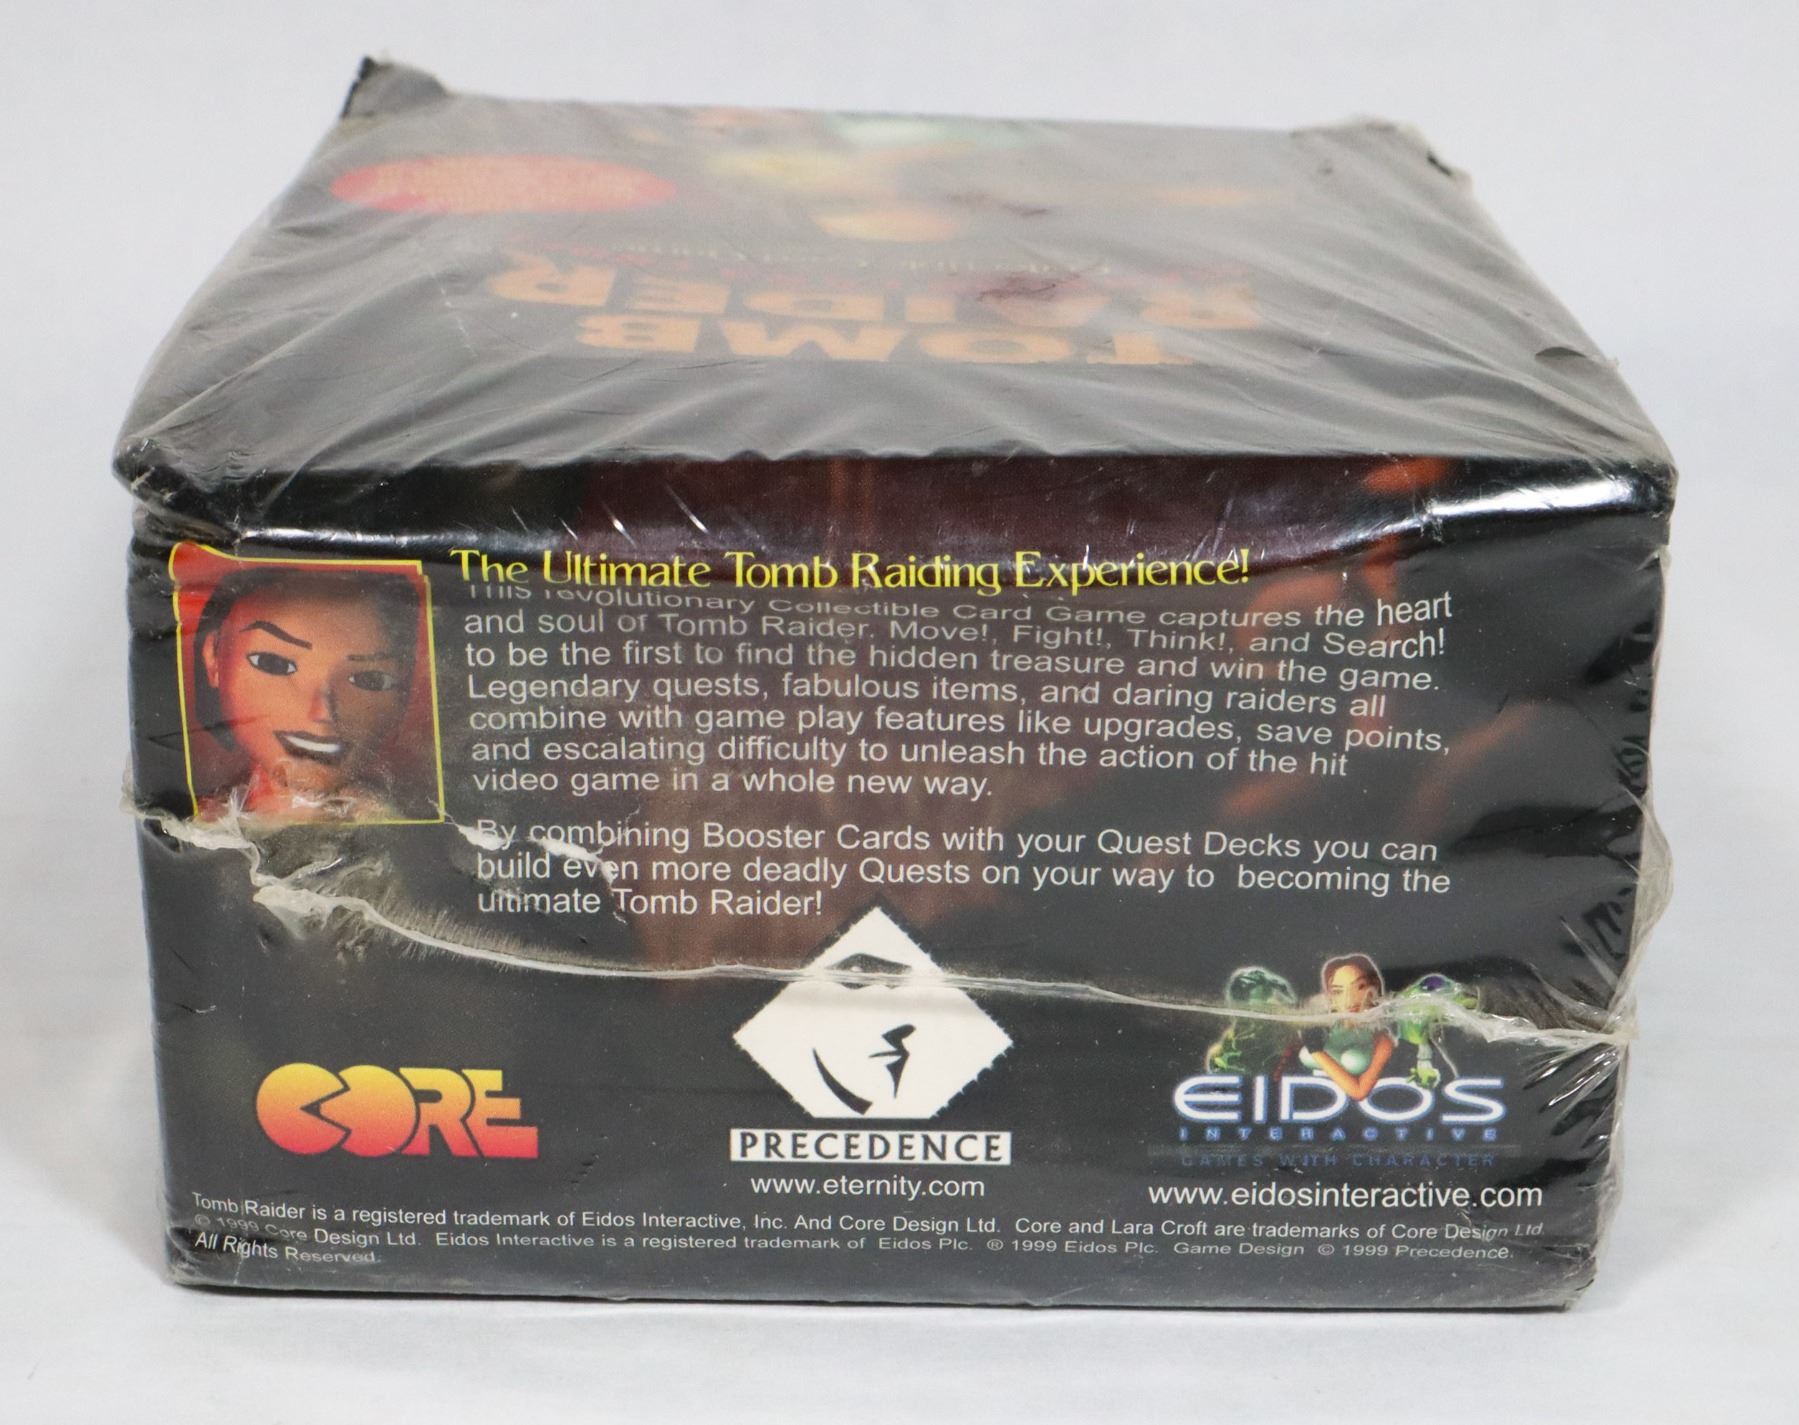 TOMB
RAIDER
The Ultimate Tomb Raiding Experience!
THIS revolutionary Collectible Card Game captures the heart
and soul of Tomb Raider. Move!, Fight!, Think!, and Search!
to be the first to find the hidden treasure and win the game.
Legendary quests, fabulous items, and daring raiders all
combine with game play features like upgrades, save points,
and escalating difficulty to unleash the action of the hit
video game in a whole new way.
By combining Booster Cards with your Quest Decks you can
build even more deadly Quests on your way to becoming the
ultimate Tomb Raider!
CORE
PRECEDENCE
www.eternity.com
EIDOS
INTERACTIVE
GAMES WITH CHARACTER
www.eidosinteractive.com
Tomb Raider is a registered trademark of Eidos Interactive, Inc. And Core Design Ltd. Core and Lara Croft are trademarks of Core Design Ltd.
© 1999 Core Design Ltd. Eidos Interactive is a registered trademark of Eidos Plc. ® 1999 Eidos Plc. Game Design © 1999 Precedence.
All Rights Reserved.